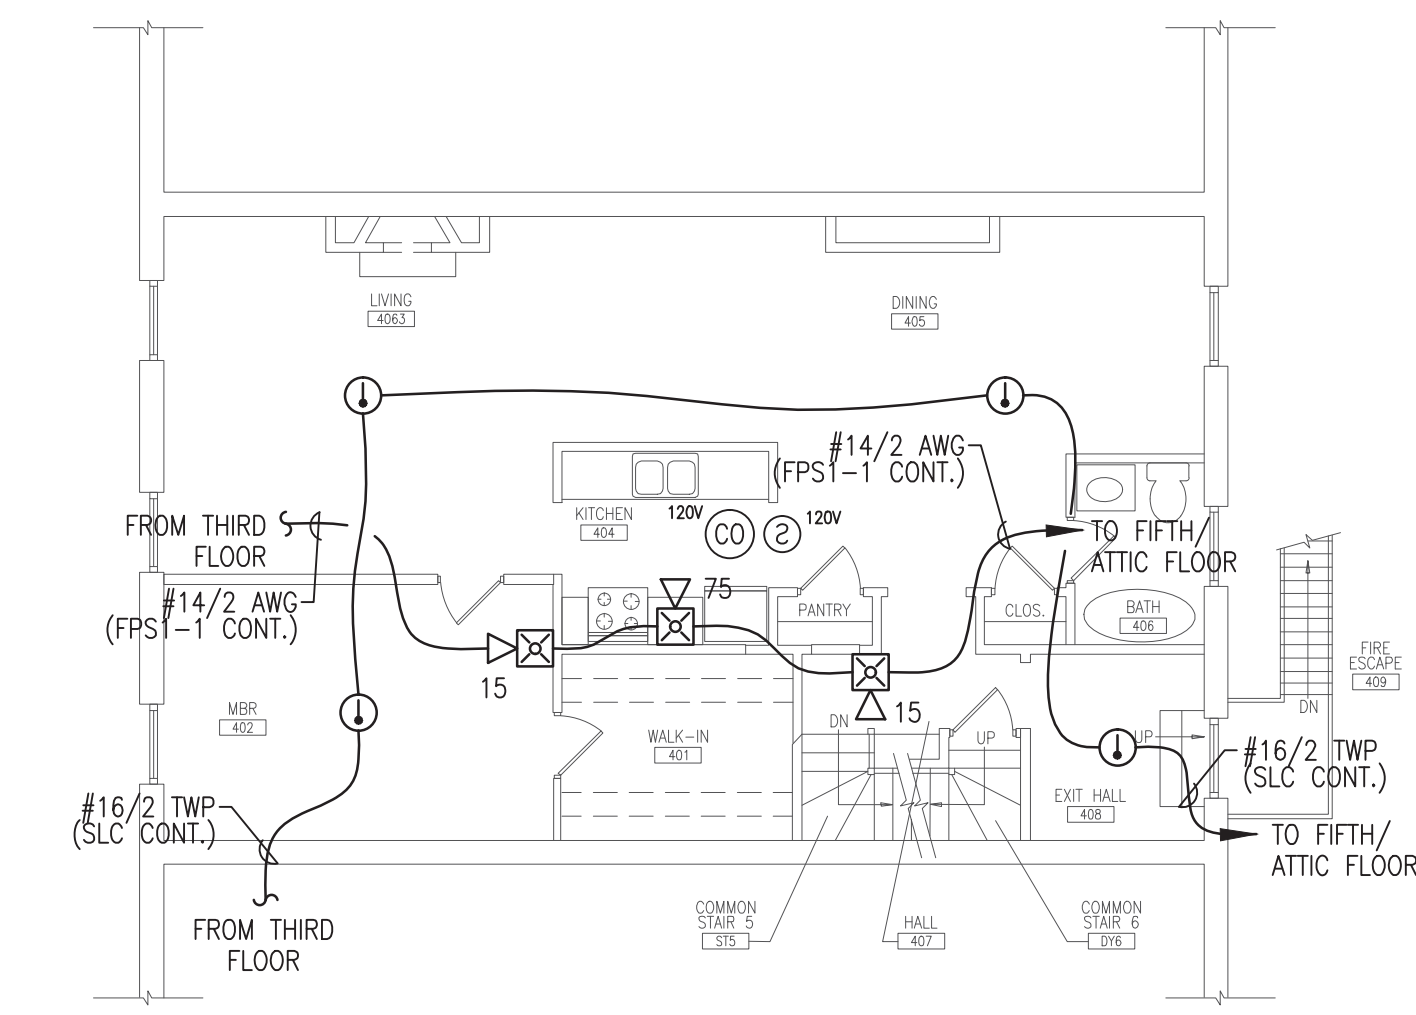 LIVING
4063
DINING
405
#14/2 AWG
(FPS1-1 CONT.)
KITCHEN
404
120V
CO
S
120V
FROM THIRD
FLOOR
TO FIFTH/
ATTIC FLOOR
#14/2 AWG
(FPS1-1 CONT.)
75
PANTRY
CLOS.
BATH
406
FIRE
ESCAPE
409
15
MBR
402
15
DN
DN
WALK-IN
401
UP
UP
#16/2 TWP
(SLC CONT.)
EXIT HALL
408
#16/2 TWP
(SLC CONT.)
TO FIFTH/
ATTIC FLOOR
COMMON
STAIR 5
ST5
HALL
407
COMMON
STAIR 6
DY6
FROM THIRD
FLOOR